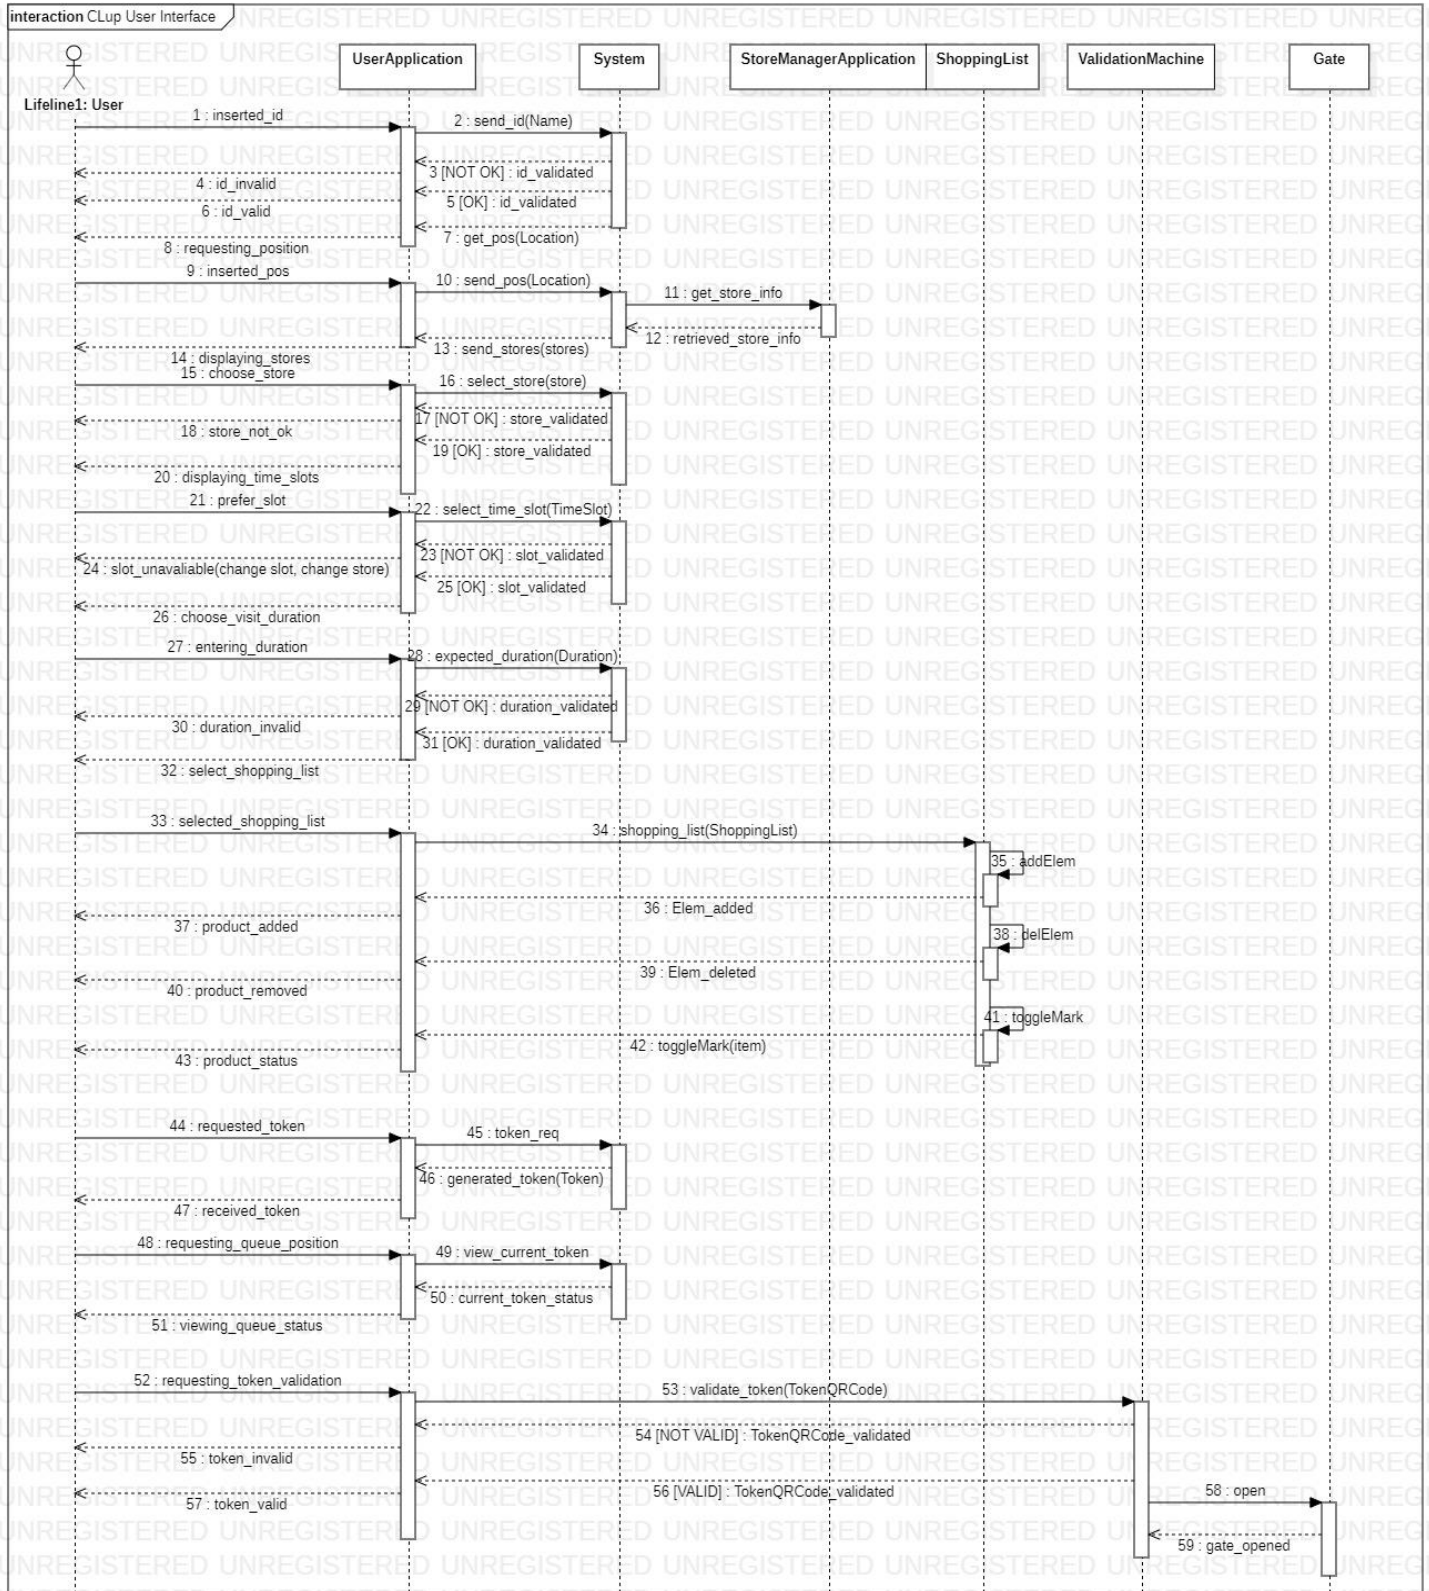 interaction CLup User Interface
UserApplication
System
StoreManagerApplication
ShoppingList
ValidationMachine
Gate
Lifeline1: User
1 : inserted_id
2 : send_id(Name)
3 [NOT OK] : id_validated
4 : id_invalid
5 [OK] : id_validated
6 : id_valid
7 : get_pos(Location)
8 : requesting_position
9 : inserted_pos
10 : send_pos(Location)
11 : get_store_info
12 : retrieved_store_info
13 : send_stores(stores)
14 : displaying_stores
15 : choose_store
16 : select_store(store)
17 [NOT OK] : store_validated
18 : store_not_ok
19 [OK] : store_validated
20 : displaying_time_slots
21 : prefer_slot
22 : select_time_slot(TimeSlot)
23 [NOT OK] : slot_validated
24 : slot_unavaliable(change slot, change store)
25 [OK] : slot_validated
26 : choose_visit_duration
27 : entering_duration
28 : expected_duration(Duration)
29 [NOT OK] : duration_validated
30 : duration_invalid
31 [OK] : duration_validated
32 : select_shopping_list
33 : selected_shopping_list
34 : shopping_list(ShoppingList)
35 : addElem
36 : Elem_added
37 : product_added
38 : delElem
39 : Elem_deleted
40 : product_removed
41 : toggleMark
42 : toggleMark(item)
43 : product_status
44 : requested_token
45 : token_req
46 : generated_token(Token)
47 : received_token
48 : requesting_queue_position
49 : view_current_token
50 : current_token_status
51 : viewing_queue_status
52 : requesting_token_validation
53 : validate_token(TokenQRCode)
54 [NOT VALID] : TokenQRCode_validated
55 : token_invalid
56 [VALID] : TokenQRCode_validated
57 : token_valid
58 : open
59 : gate_opened
UNREGISTERED